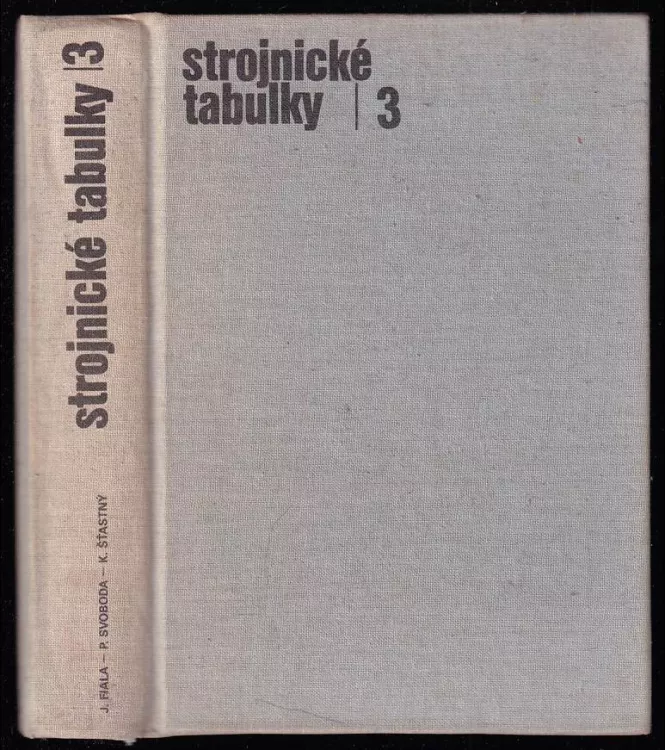 strojnické tabulky |3
J. FIALA – P. SVOBODA – K. ŠŤASTNÝ
strojnické
tabulky | 3